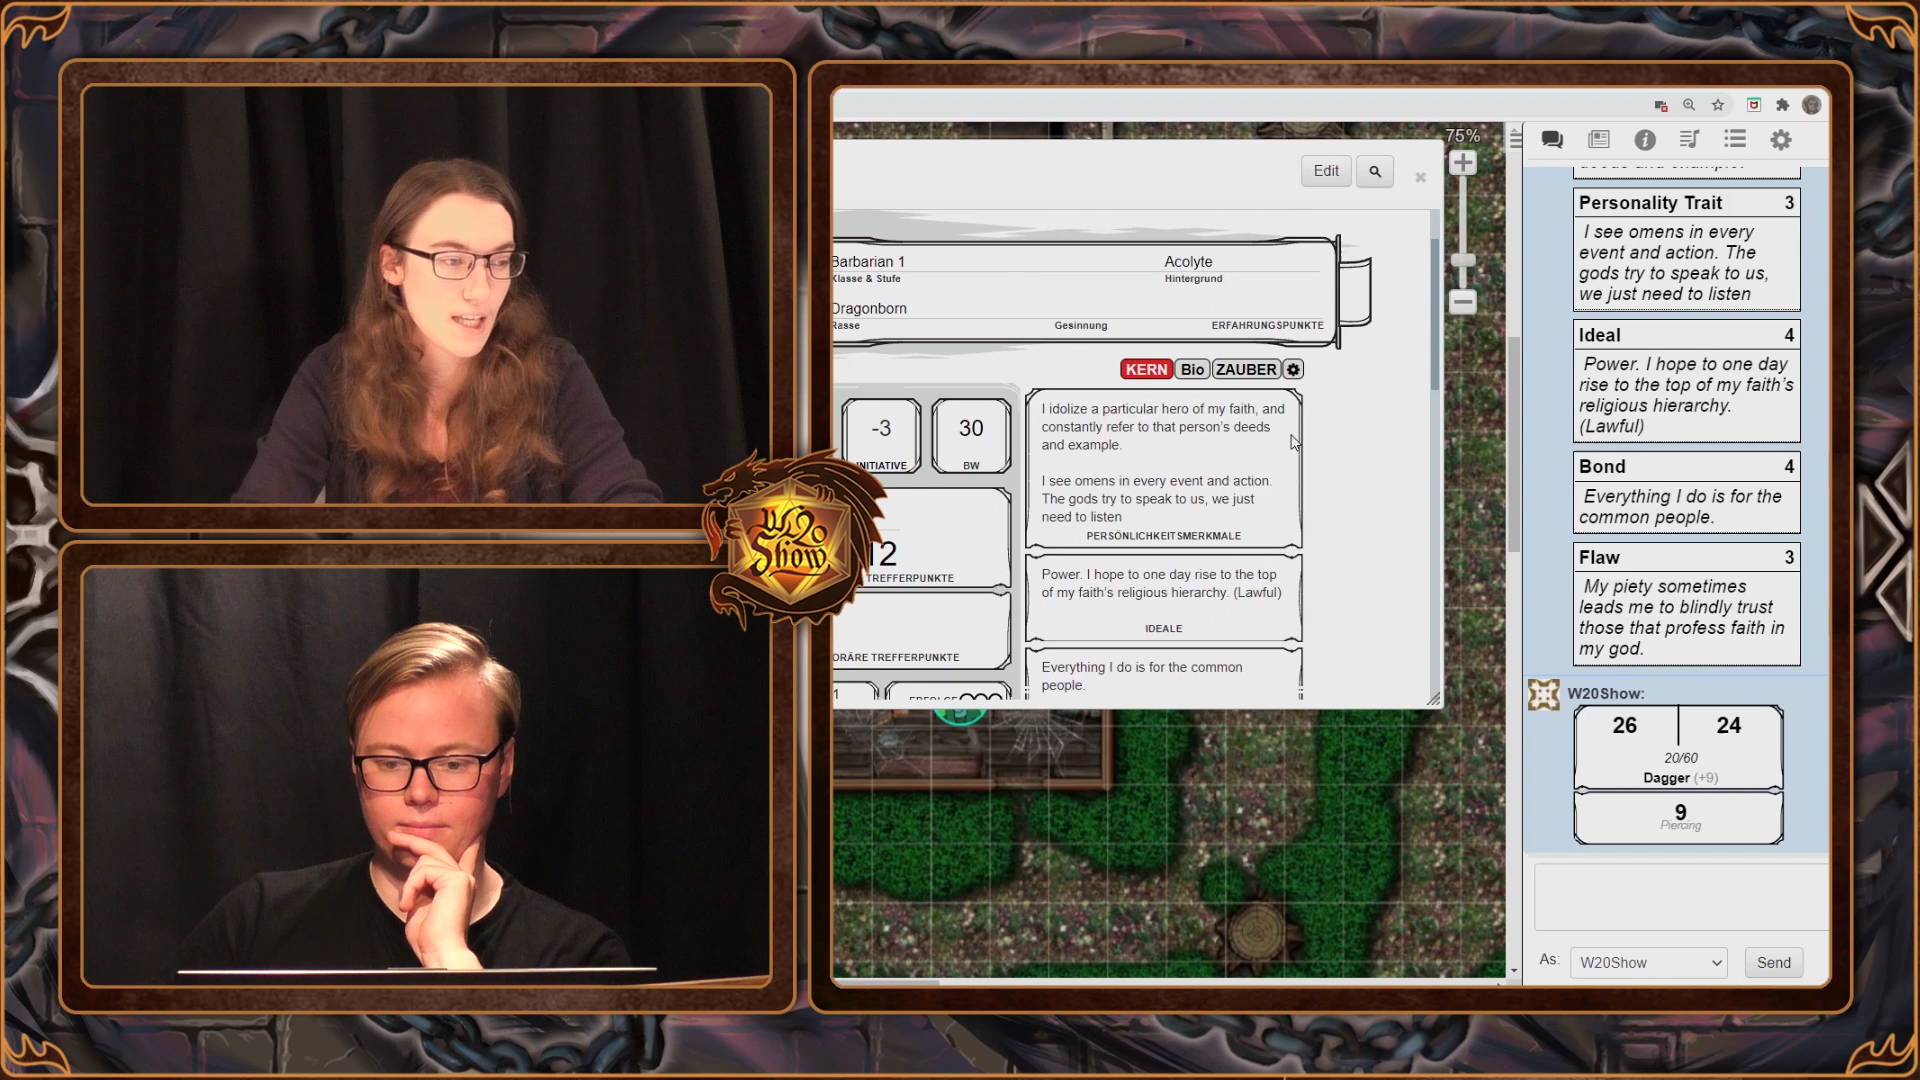 W20
Show
75%
Edit
Barbarian 1
Klasse & Stufe
Acolyte
Hintergrund
Dragonborn
Rasse
Gesinnung
ERFAHRUNGSPUNKTE
KERN
Bio
ZAUBER
-3
INITIATIVE
30
BW
12
TREFFERPUNKTE
ORÄRE TREFFERPUNKTE
1
ERFOLGE
I idolize a particular hero of my faith, and
constantly refer to that person's deeds
and example.
I see omens in every event and action.
The gods try to speak to us, we just
need to listen
PERSÖNLICHKEITSMERKMALE
Power. I hope to one day rise to the top
of my faith's religious hierarchy. (Lawful)
IDEALE
Everything I do is for the common
people.
deeds and example.
Personality Trait 3
I see omens in every
event and action. The
gods try to speak to us,
we just need to listen
Ideal 4
Power. I hope to one day
rise to the top of my faith's
religious hierarchy.
(Lawful)
Bond 4
Everything I do is for the
common people.
Flaw 3
My piety sometimes
leads me to blindly trust
those that profess faith in
my god.
W20Show:
26 24
20/60
Dagger (+9)
9
Piercing
As:
W20Show
Send